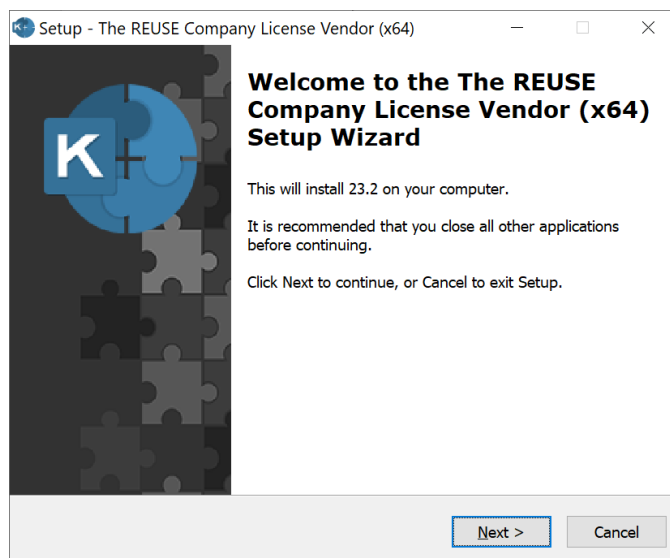 Setup - The REUSE Company License Vendor (x64)
K
Welcome to the The REUSE
Company License Vendor (x64)
Setup Wizard
This will install 23.2 on your computer.
It is recommended that you close all other applications
before continuing.
Click Next to continue, or Cancel to exit Setup.
Next >
Cancel